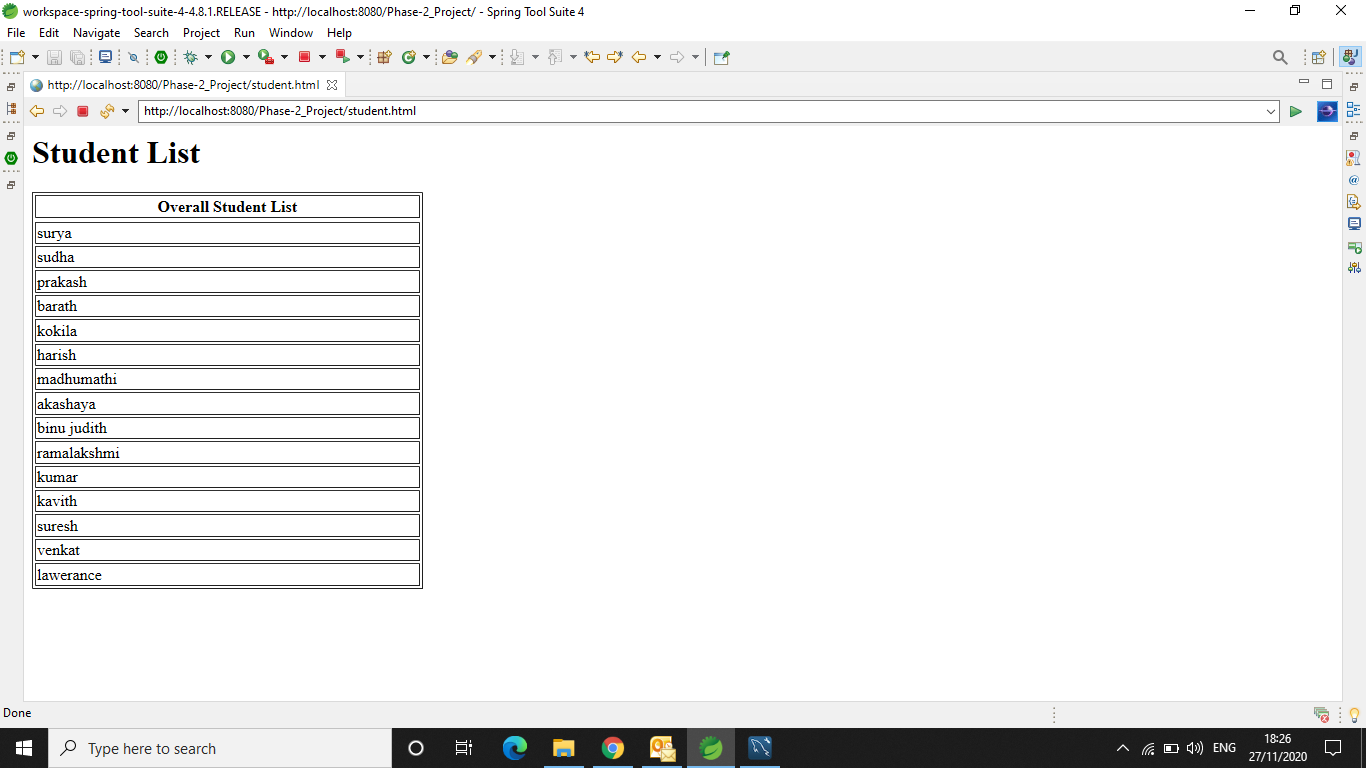 workspace-spring-tool-suite-4-4.8.1.RELEASE - http://localhost:8080/Phase-2_Project/ - Spring Tool Suite 4
File Edit Navigate Search Project Run Window Help
http://localhost:8080/Phase-2_Project/student.html
http://localhost:8080/Phase-2_Project/student.html
Student List
Overall Student List
surya
sudha
prakash
barath
kokila
harish
madhumathi
akashaya
binu judith
ramalakshmi
kumar
kavith
suresh
venkat
lawerance
Done
Type here to search
ENG
18:26
27/11/2020